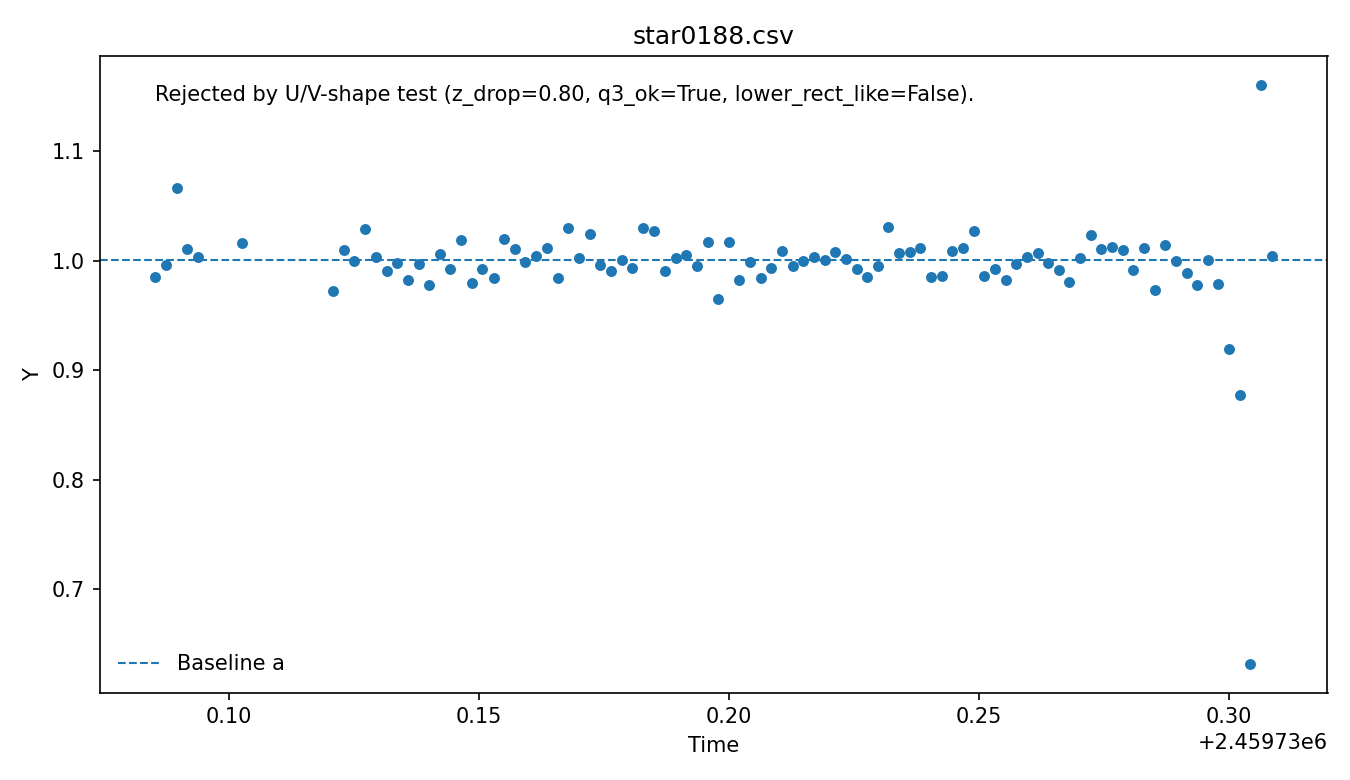 star0188.csv
Rejected by U/V-shape test (z_drop=0.80, q3_ok=True, lower_rect_like=False).
1.1
1.0
0.9
0.8
0.7
Y
Baseline a
0.10 0.15 0.20 0.25 0.30
Time
+2.45973e6